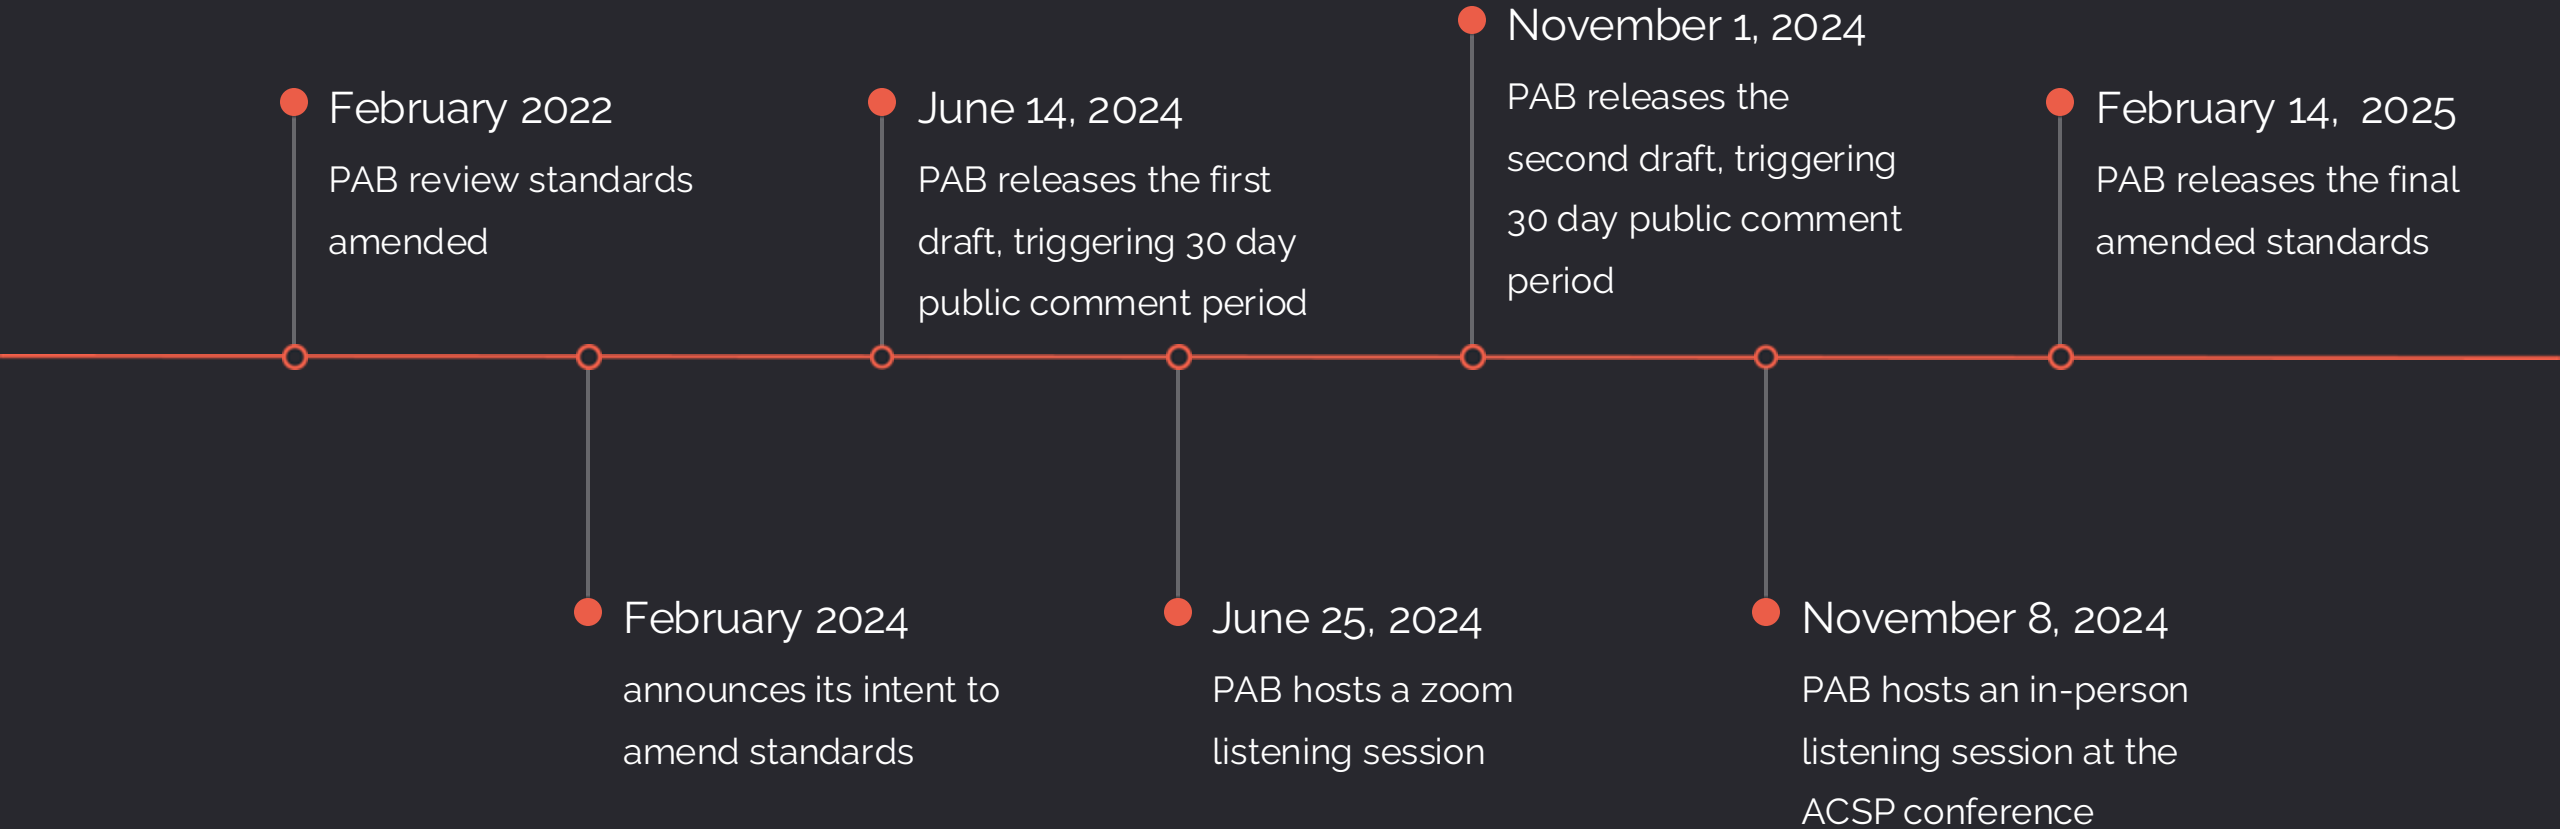 February 2022
PAB review standards
amended
February 2024
announces its intent to
amend standards
June 14, 2024
PAB releases the first
draft, triggering 30 day
public comment period
June 25, 2024
PAB hosts a zoom
listening session
November 1, 2024
PAB releases the
second draft, triggering
30 day public comment
period
November 8, 2024
PAB hosts an in-person
listening session at the
ACSP conference
February 14, 2025
PAB releases the final
amended standards